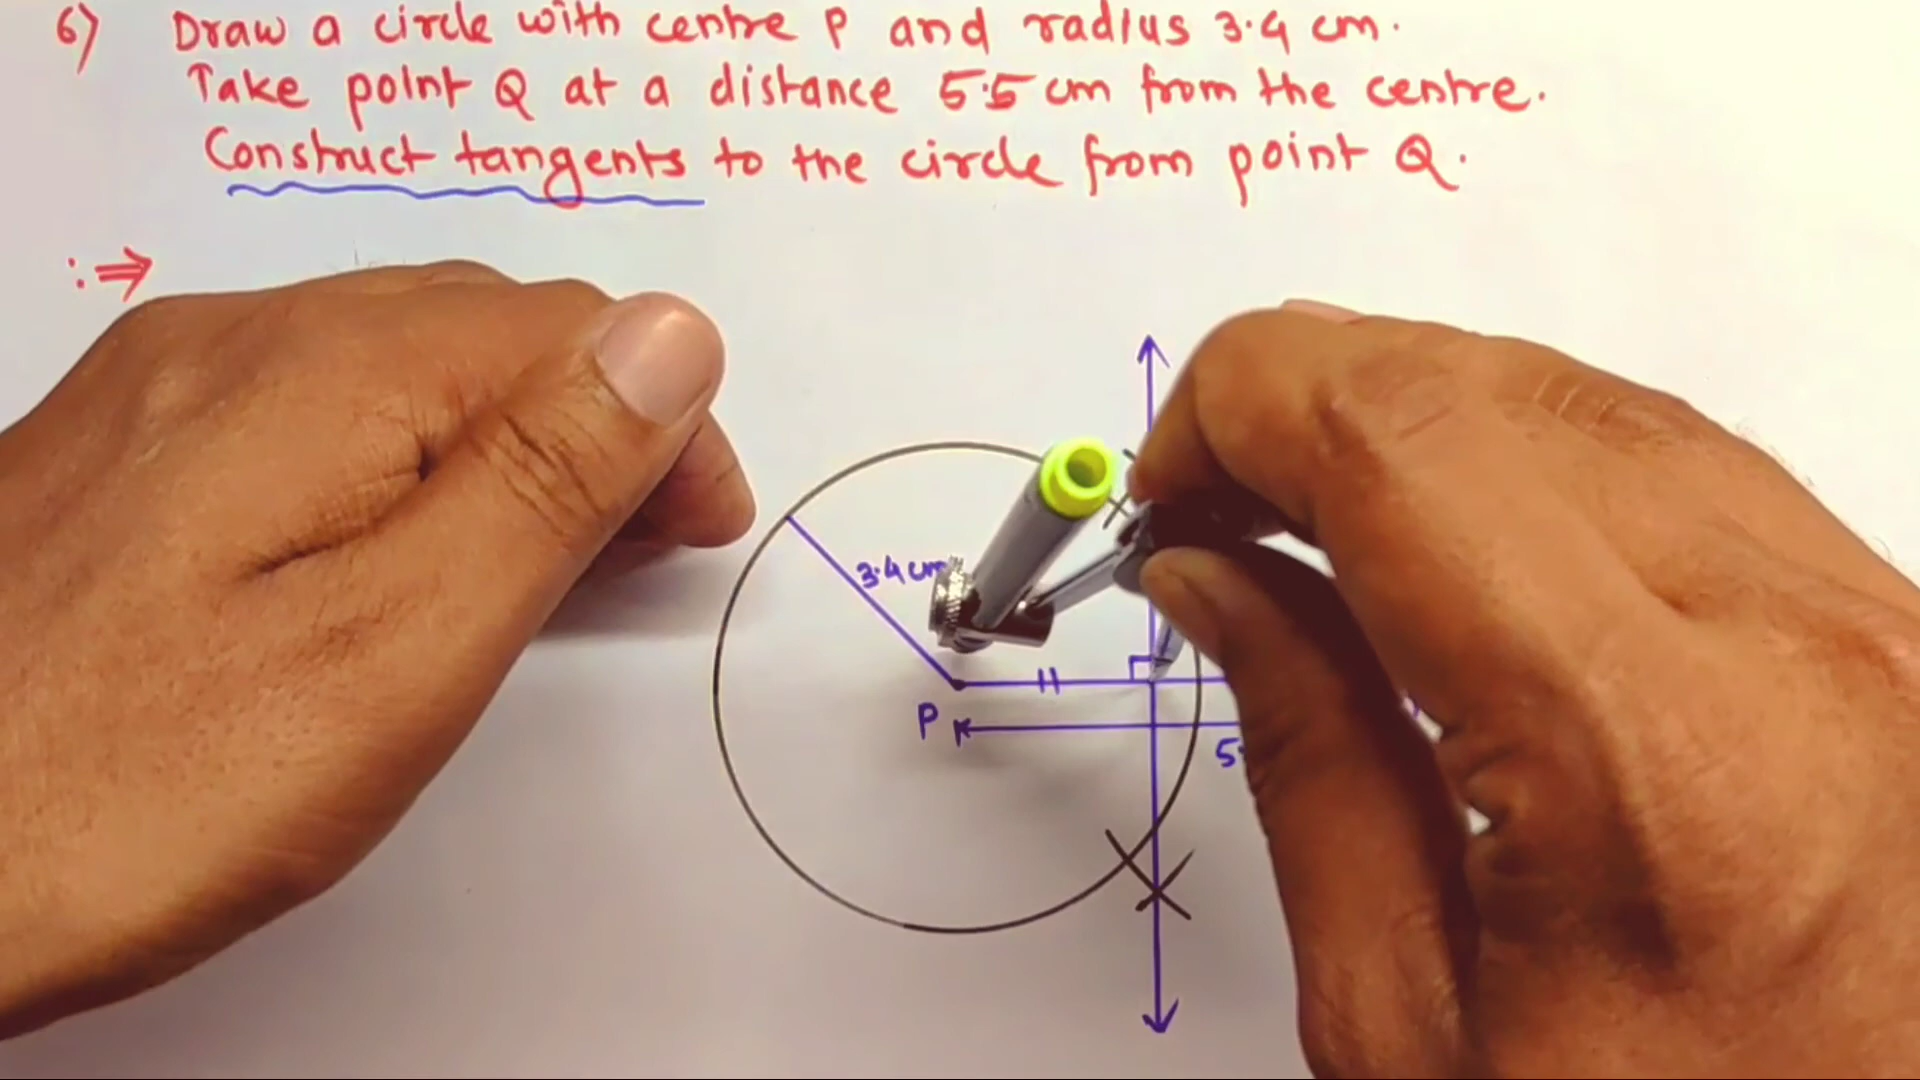 6) Draw a circle with centre P and radius 3.4 cm.
Take point Q at a distance 5.5 cm from the centre.
Construct tangents to the circle from point Q.
:⇒
3.4 cm
P
5.